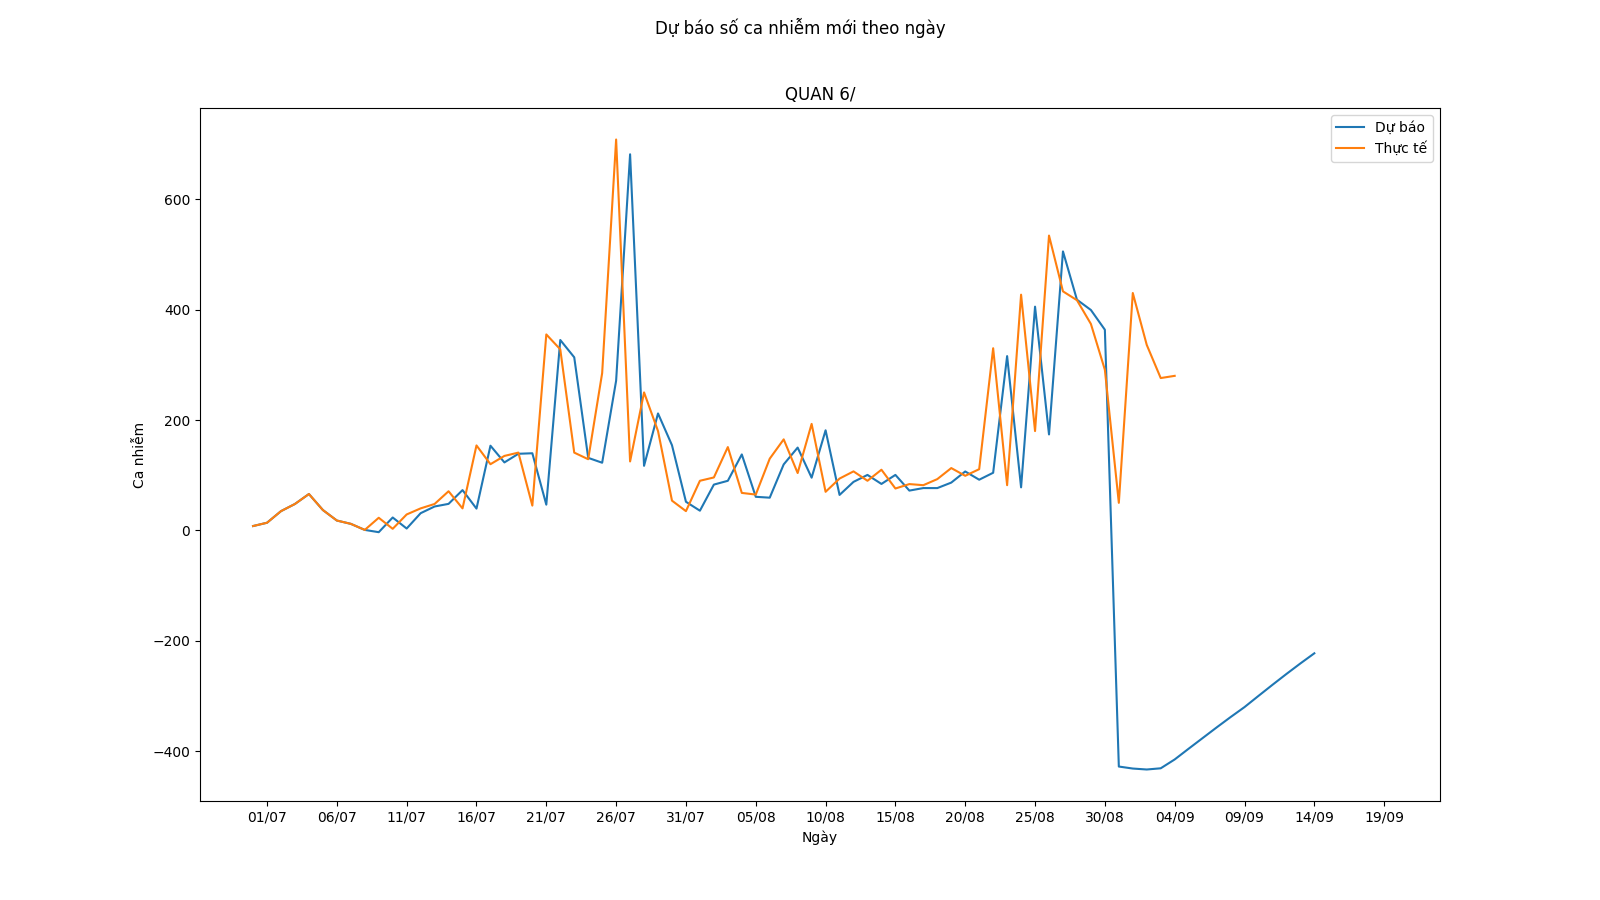 Dự báo số ca nhiễm mới theo ngày
QUAN 6/
Dự báo
Thực tế
Ca nhiễm
600
400
200
0
−200
−400
01/07 06/07 11/07 16/07 21/07 26/07 31/07 05/08 10/08 15/08 20/08 25/08 30/08 04/09 09/09 14/09 19/09
Ngày